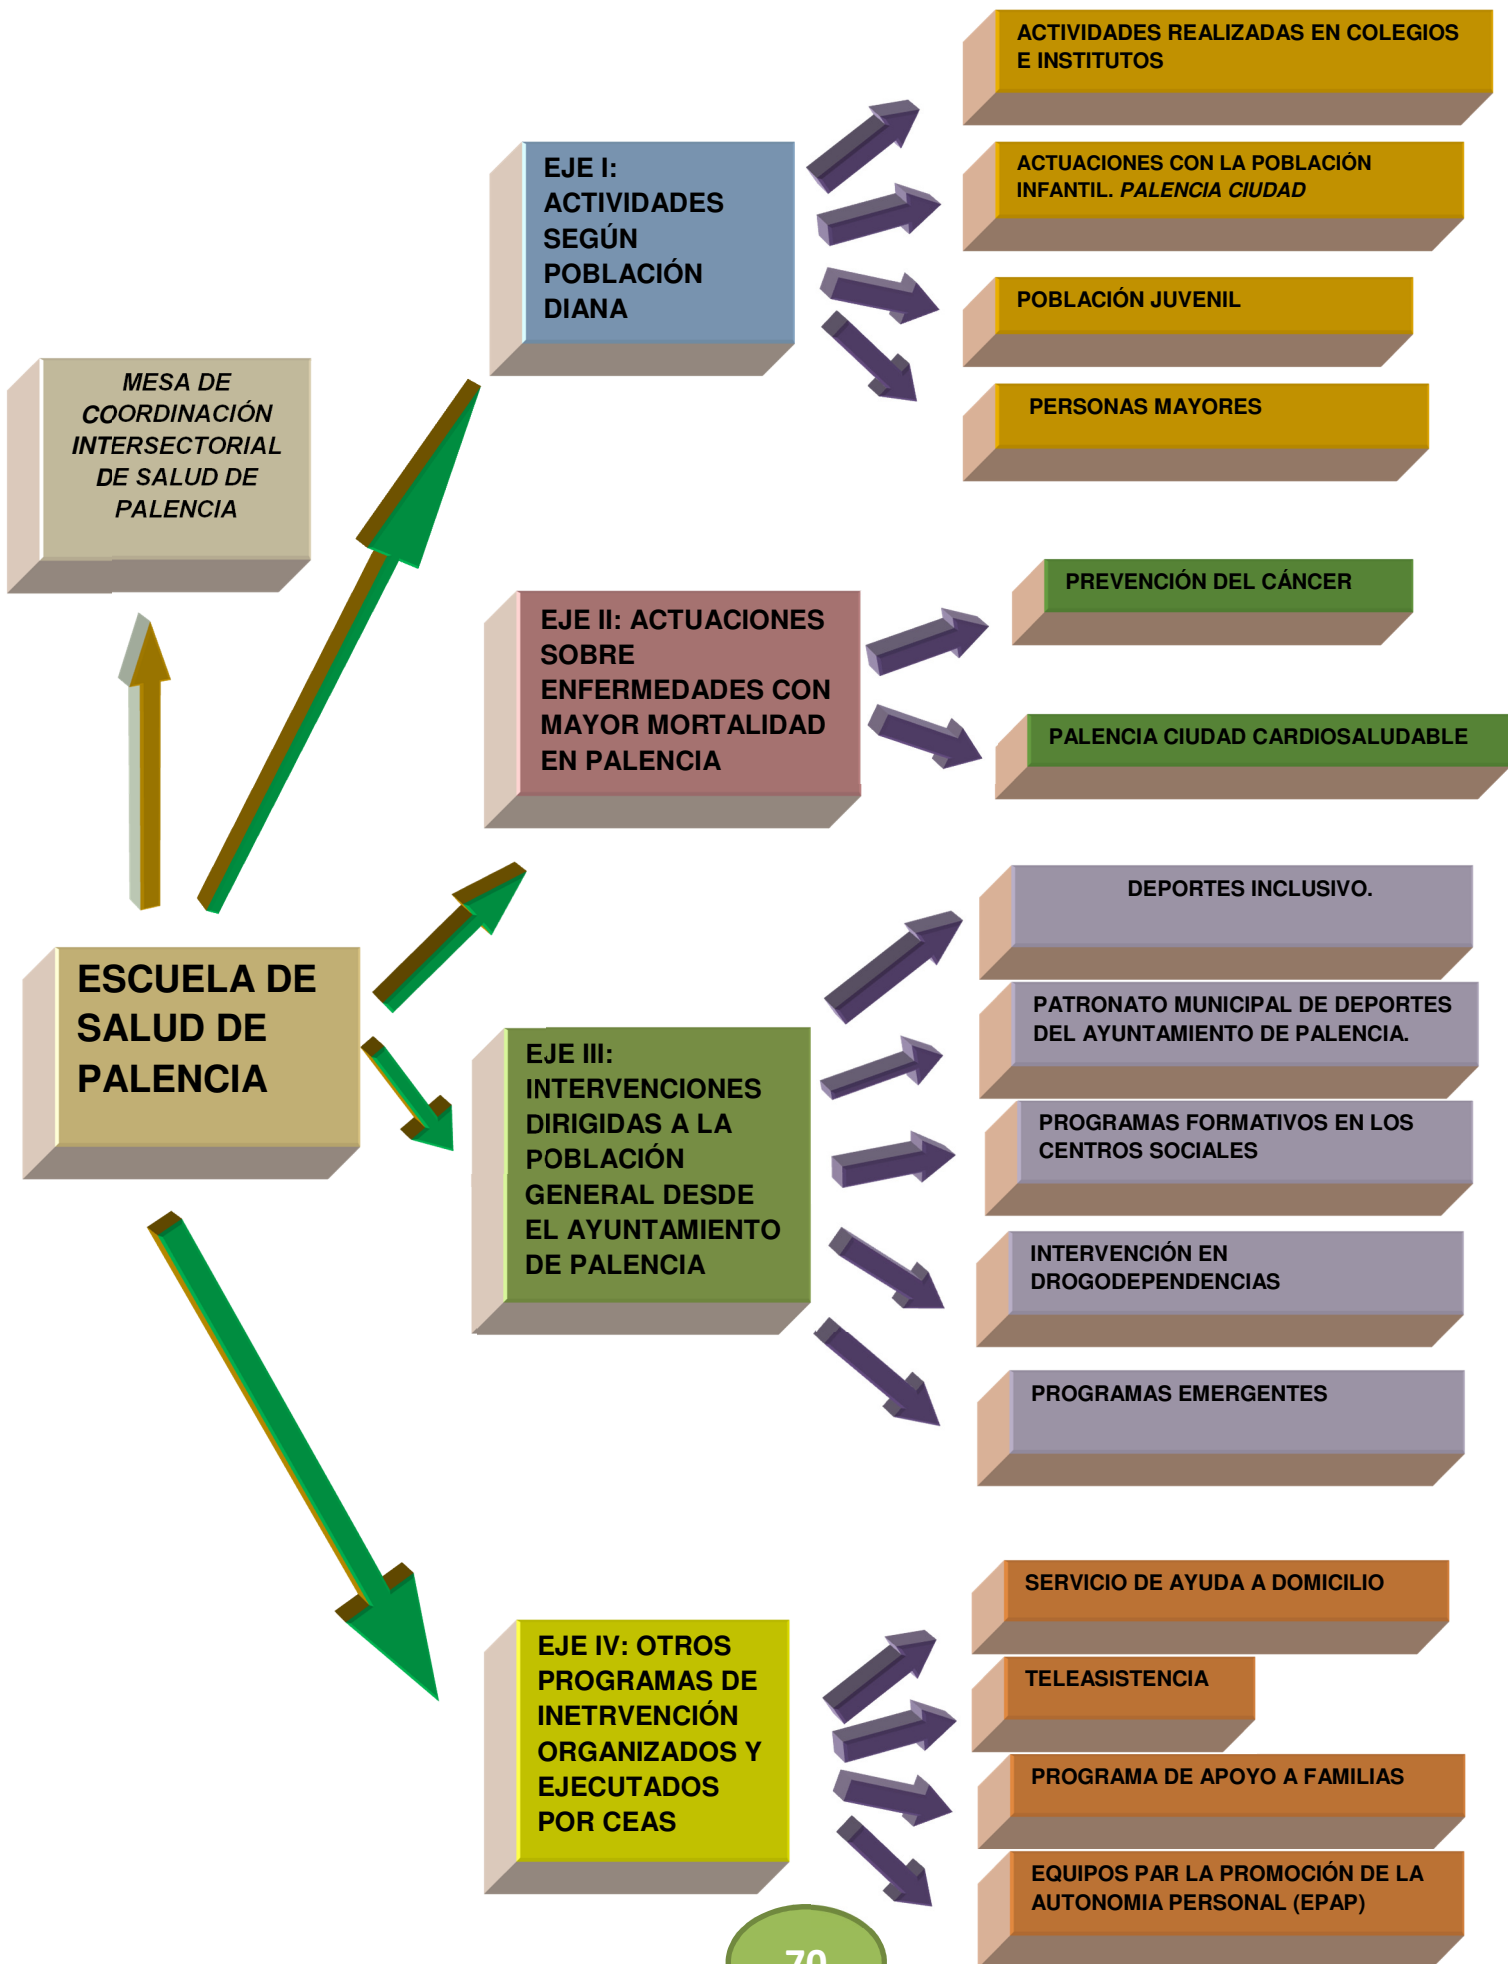 MESA DE
COORDINACIÓN
INTERSECTORIAL
DE SALUD DE
PALENCIA
ESCUELA DE
SALUD DE
PALENCIA
EJE I:
ACTIVIDADES
SEGÚN
POBLACIÓN
DIANA
ACTIVIDADES REALIZADAS EN COLEGIOS
E INSTITUTOS
ACTUACIONES CON LA POBLACIÓN
INFANTIL. PALENCIA CIUDAD
POBLACIÓN JUVENIL
PERSONAS MAYORES
EJE II: ACTUACIONES
SOBRE
ENFERMEDADES CON
MAYOR MORTALIDAD
EN PALENCIA
PREVENCIÓN DEL CÁNCER
PALENCIA CIUDAD CARDIOSALUDABLE
EJE III:
INTERVENCIONES
DIRIGIDAS A LA
POBLACIÓN
GENERAL DESDE
EL AYUNTAMIENTO
DE PALENCIA
DEPORTES INCLUSIVO.
PATRONATO MUNICIPAL DE DEPORTES
DEL AYUNTAMIENTO DE PALENCIA.
PROGRAMAS FORMATIVOS EN LOS
CENTROS SOCIALES
INTERVENCIÓN EN
DROGODEPENDENCIAS
PROGRAMAS EMERGENTES
EJE IV: OTROS
PROGRAMAS DE
INETRVENCIÓN
ORGANIZADOS Y
EJECUTADOS
POR CEAS
SERVICIO DE AYUDA A DOMICILIO
TELEASISTENCIA
PROGRAMA DE APOYO A FAMILIAS
EQUIPOS PAR LA PROMOCIÓN DE LA
AUTONOMIA PERSONAL (EPAP)